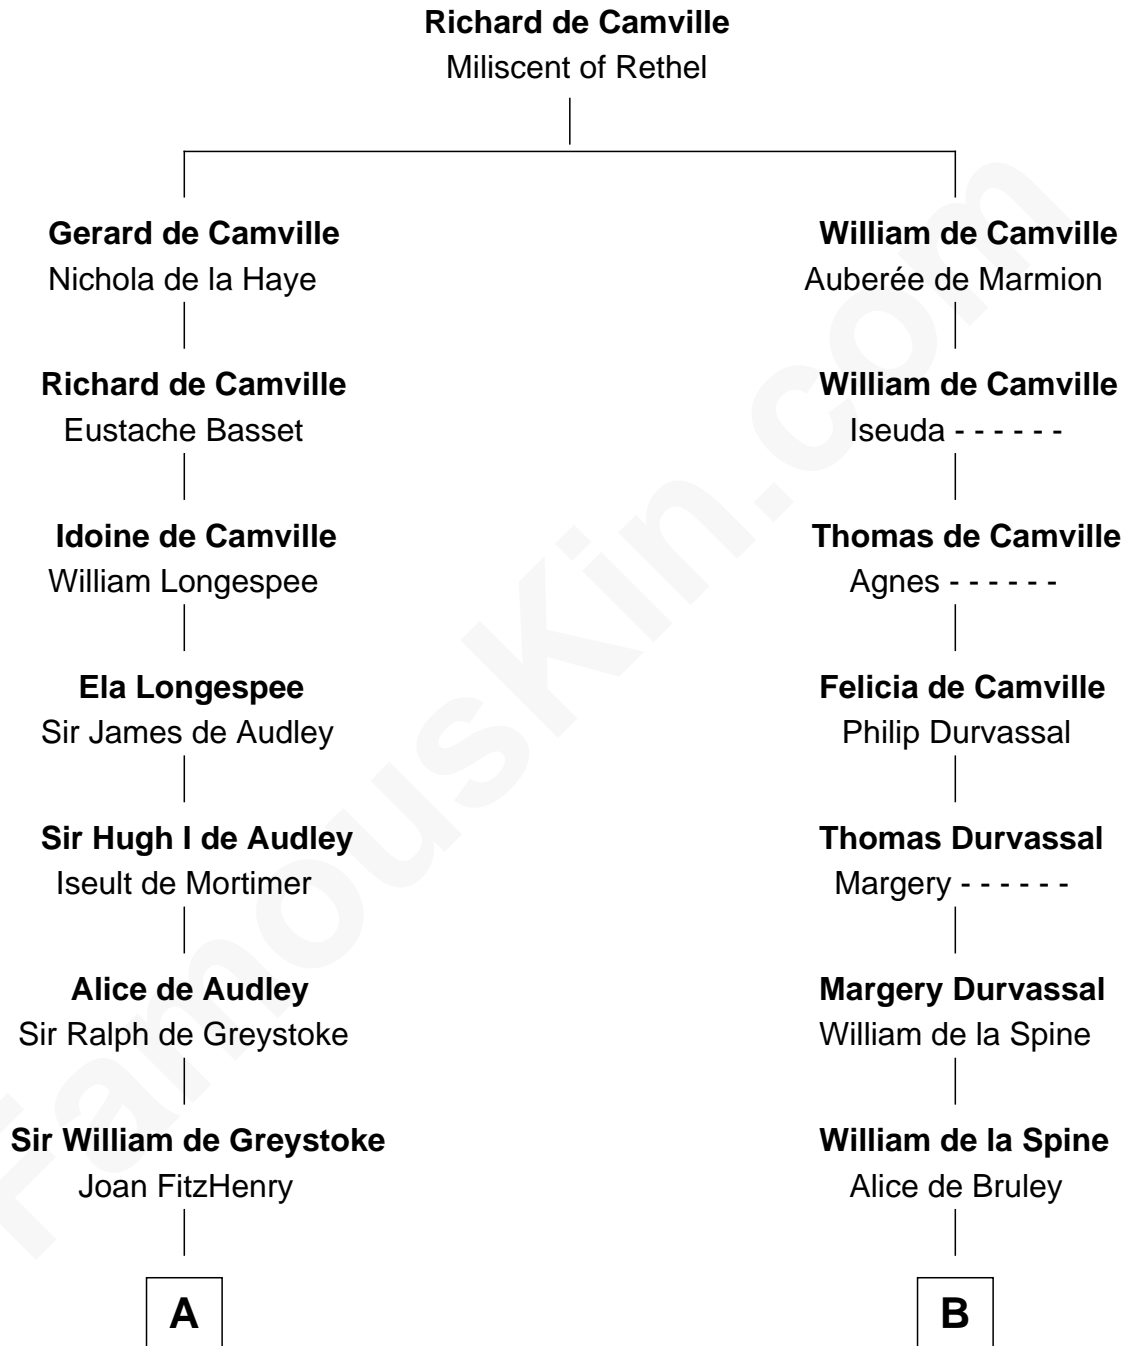 Richard de Camville
Miliscent of Rethel
Gerard de Camville
Nichola de la Haye
Richard de Camville
Eustache Basset
Idoine de Camville
William Longespee
Ela Longespee
Sir James de Audley
Sir Hugh I de Audley
Iseult de Mortimer
Alice de Audley
Sir Ralph de Greystoke
Sir William de Greystoke
Joan FitzHenry
A
William de Camville
Auberée de Marmion
William de Camville
Iseuda - - - - - -
Thomas de Camville
Agnes - - - - - -
Felicia de Camville
Philip Durvassal
Thomas Durvassal
Margery - - - - - -
Margery Durvassal
William de la Spine
William de la Spine
Alice de Bruley
B
FamousKin.com